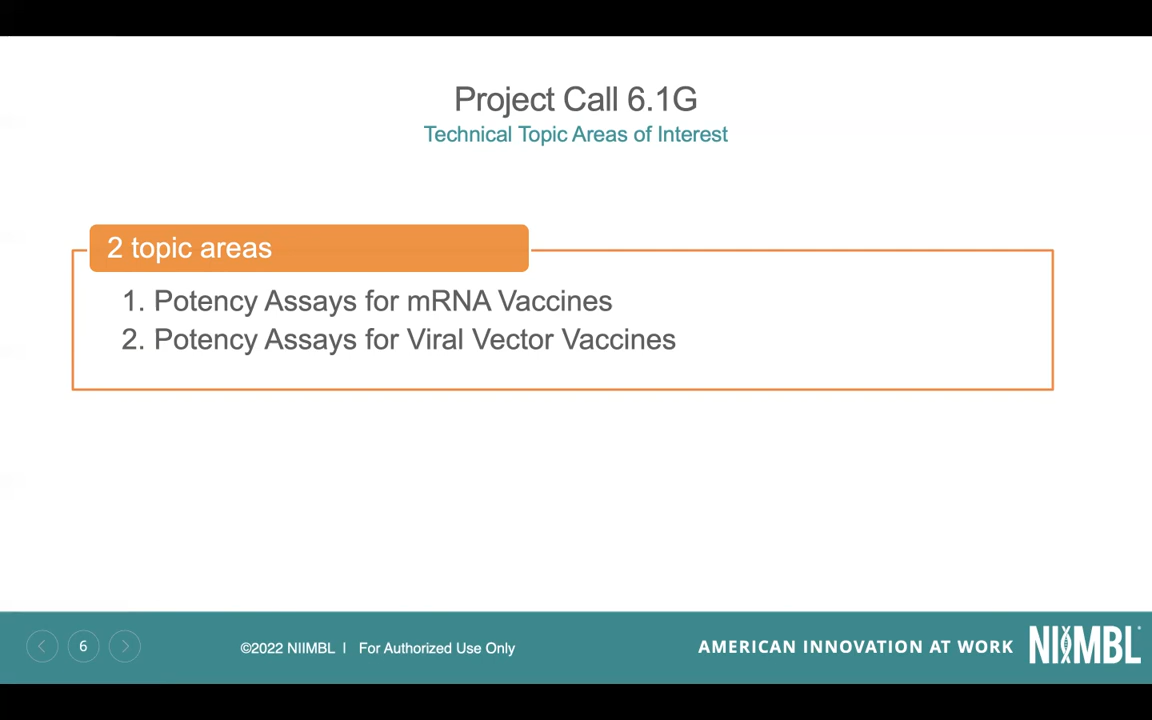 Project Call 6.1G
Technical Topic Areas of Interest
2 topic areas
1. Potency Assays for mRNA Vaccines
2. Potency Assays for Viral Vector Vaccines
6
©2022 NIIMBL | For Authorized Use Only
AMERICAN INNOVATION AT WORK
NIIMBL